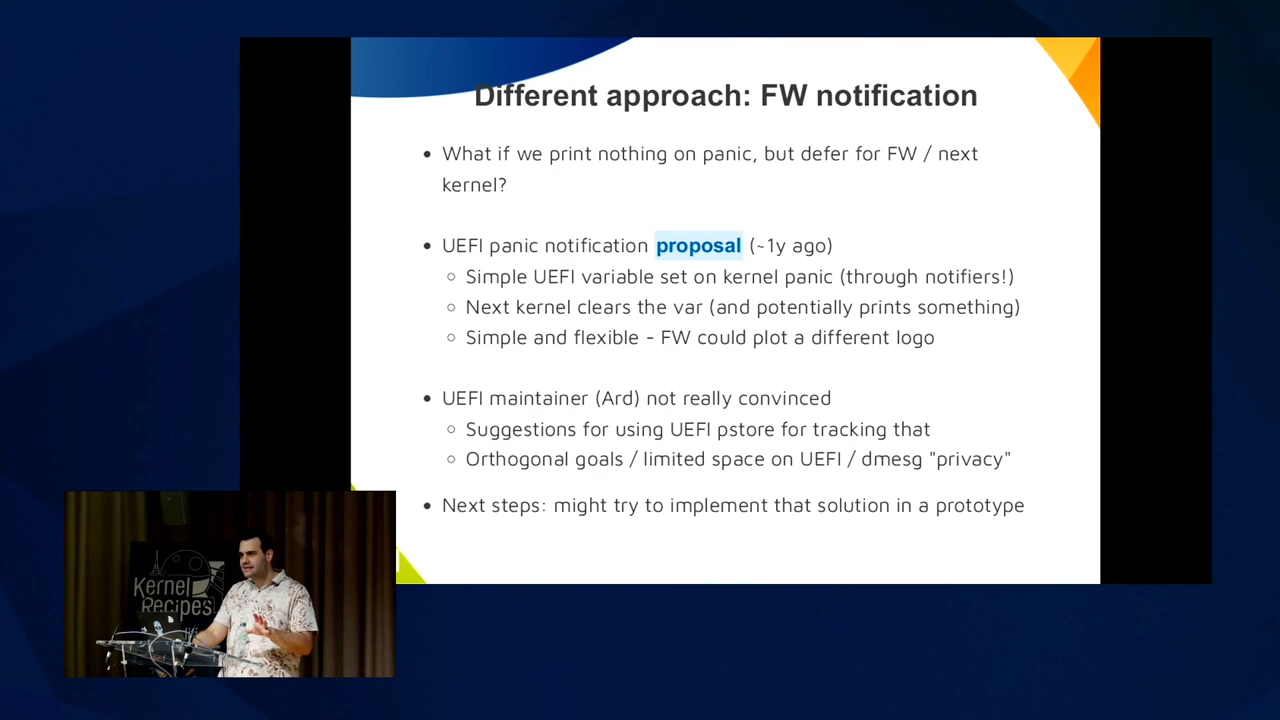 Different approach: FW notification
● What if we print nothing on panic, but defer for FW / next
kernel?
● UEFI panic notification proposal (~1y ago)
○ Simple UEFI variable set on kernel panic (through notifiers!)
○ Next kernel clears the var (and potentially prints something)
○ Simple and flexible - FW could plot a different logo
● UEFI maintainer (Ard) not really convinced
○ Suggestions for using UEFI pstore for tracking that
○ Orthogonal goals / limited space on UEFI / dmesg "privacy"
● Next steps: might try to implement that solution in a prototype
Kernel
Recipes